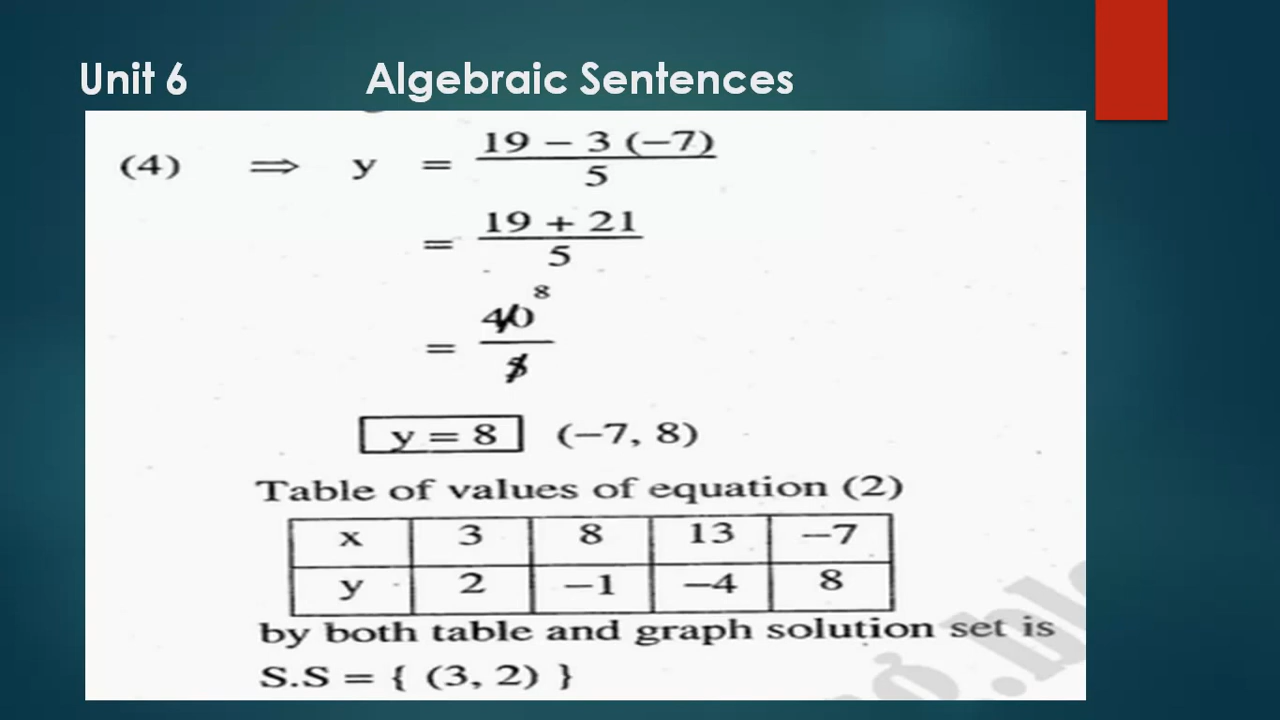 Unit 6 Algebraic Sentences
(4) ⇒ y = 19 – 3 (–7) / 5
= 19 + 21 / 5
8
= 40 / 5
y = 8 (–7, 8)
Table of values of equation (2)
x 3 8 13 –7
y 2 –1 –4 8
by both table and graph solution set is
S.S = { (3, 2) }